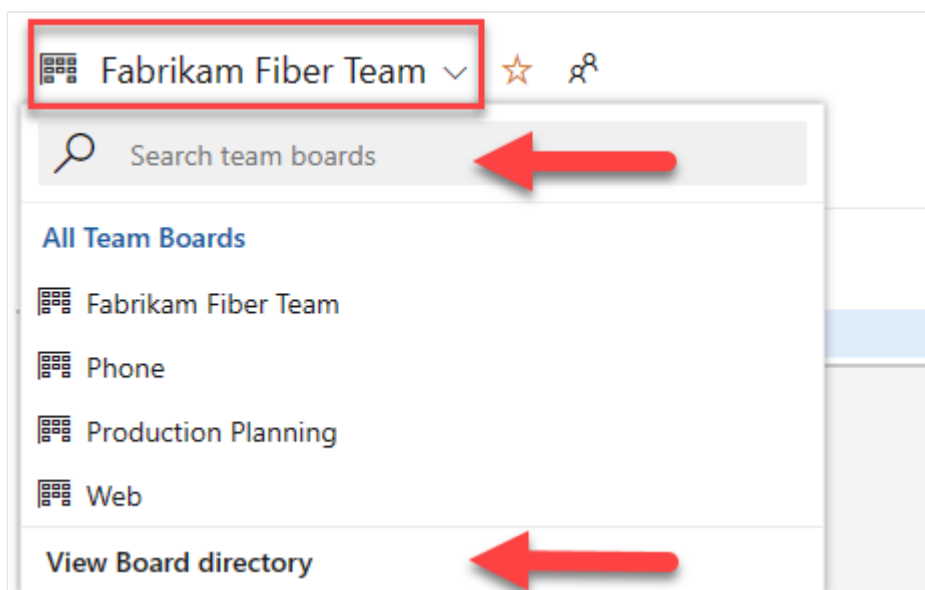 Fabrikam Fiber Team
Search team boards
All Team Boards
Fabrikam Fiber Team
Phone
Production Planning
Web
View Board directory